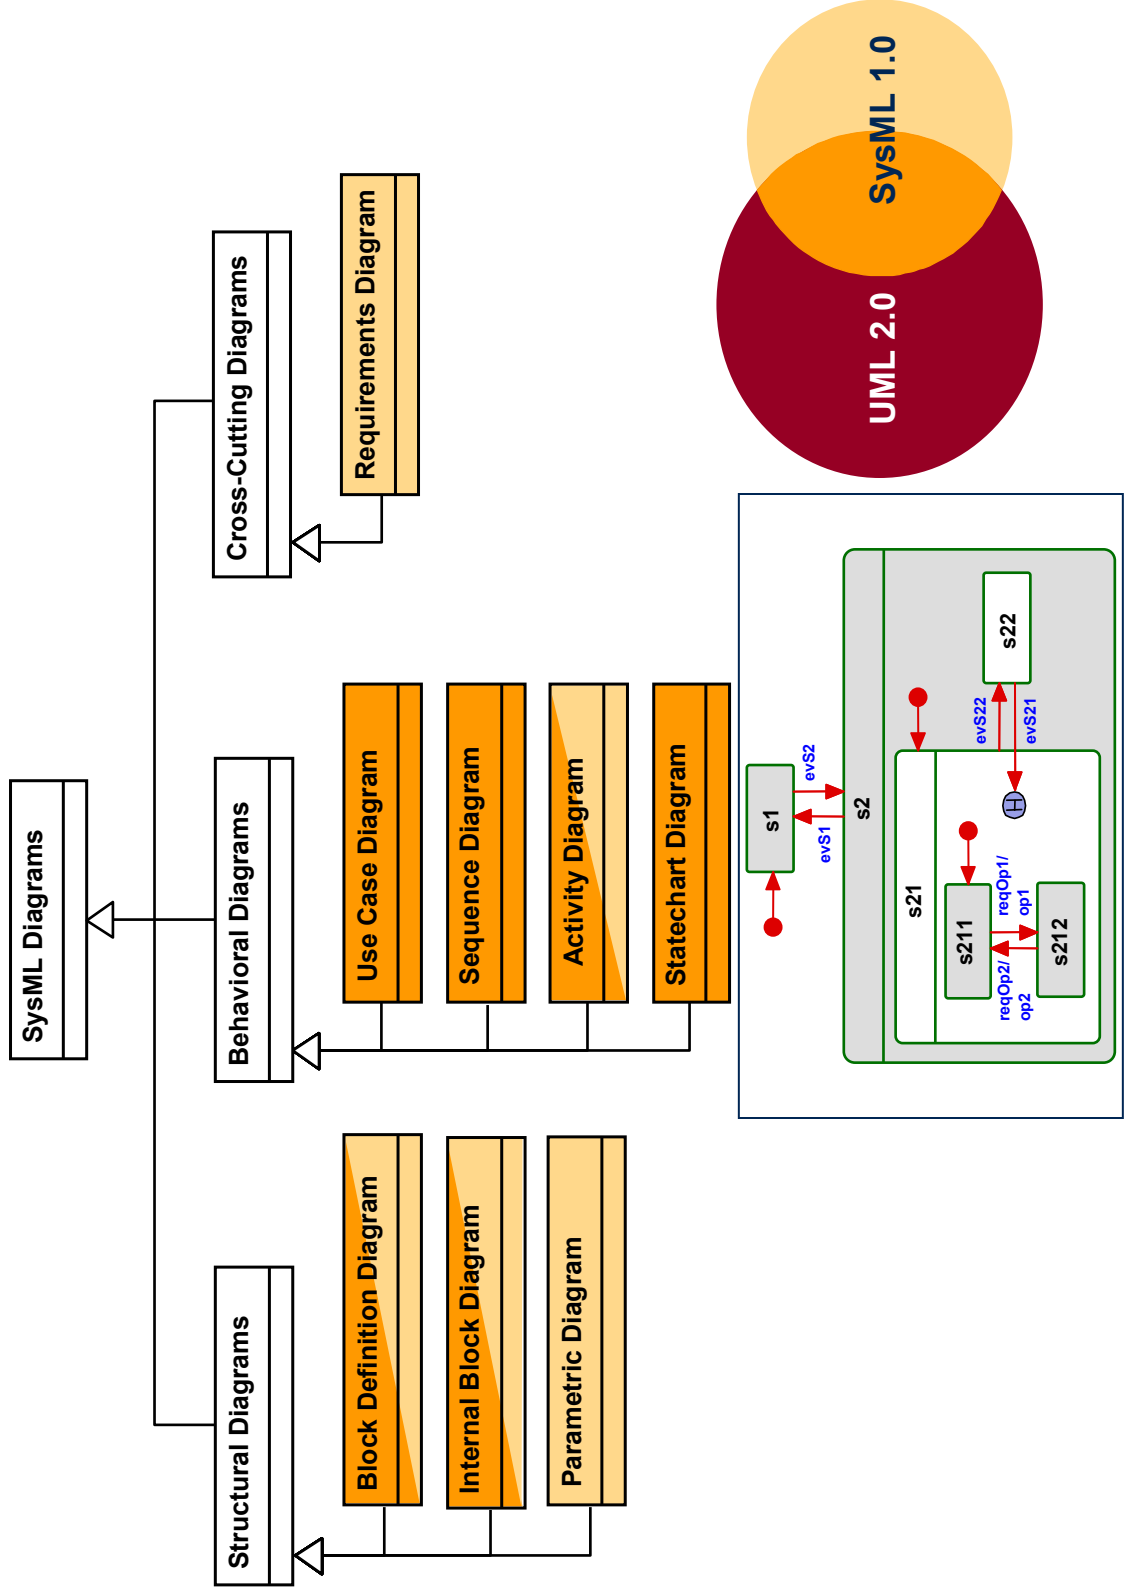 SysML Diagrams
Structural Diagrams
Behavioral Diagrams
Cross-Cutting Diagrams
Block Definition Diagram
Internal Block Diagram
Parametric Diagram
Use Case Diagram
Sequence Diagram
Activity Diagram
Statechart Diagram
Requirements Diagram
s1
evS1
evS2
s2
s21
s211
reqOp2/
op2
reqOp1/
op1
s212
H
evS22
evS21
s22
UML 2.0
SysML 1.0